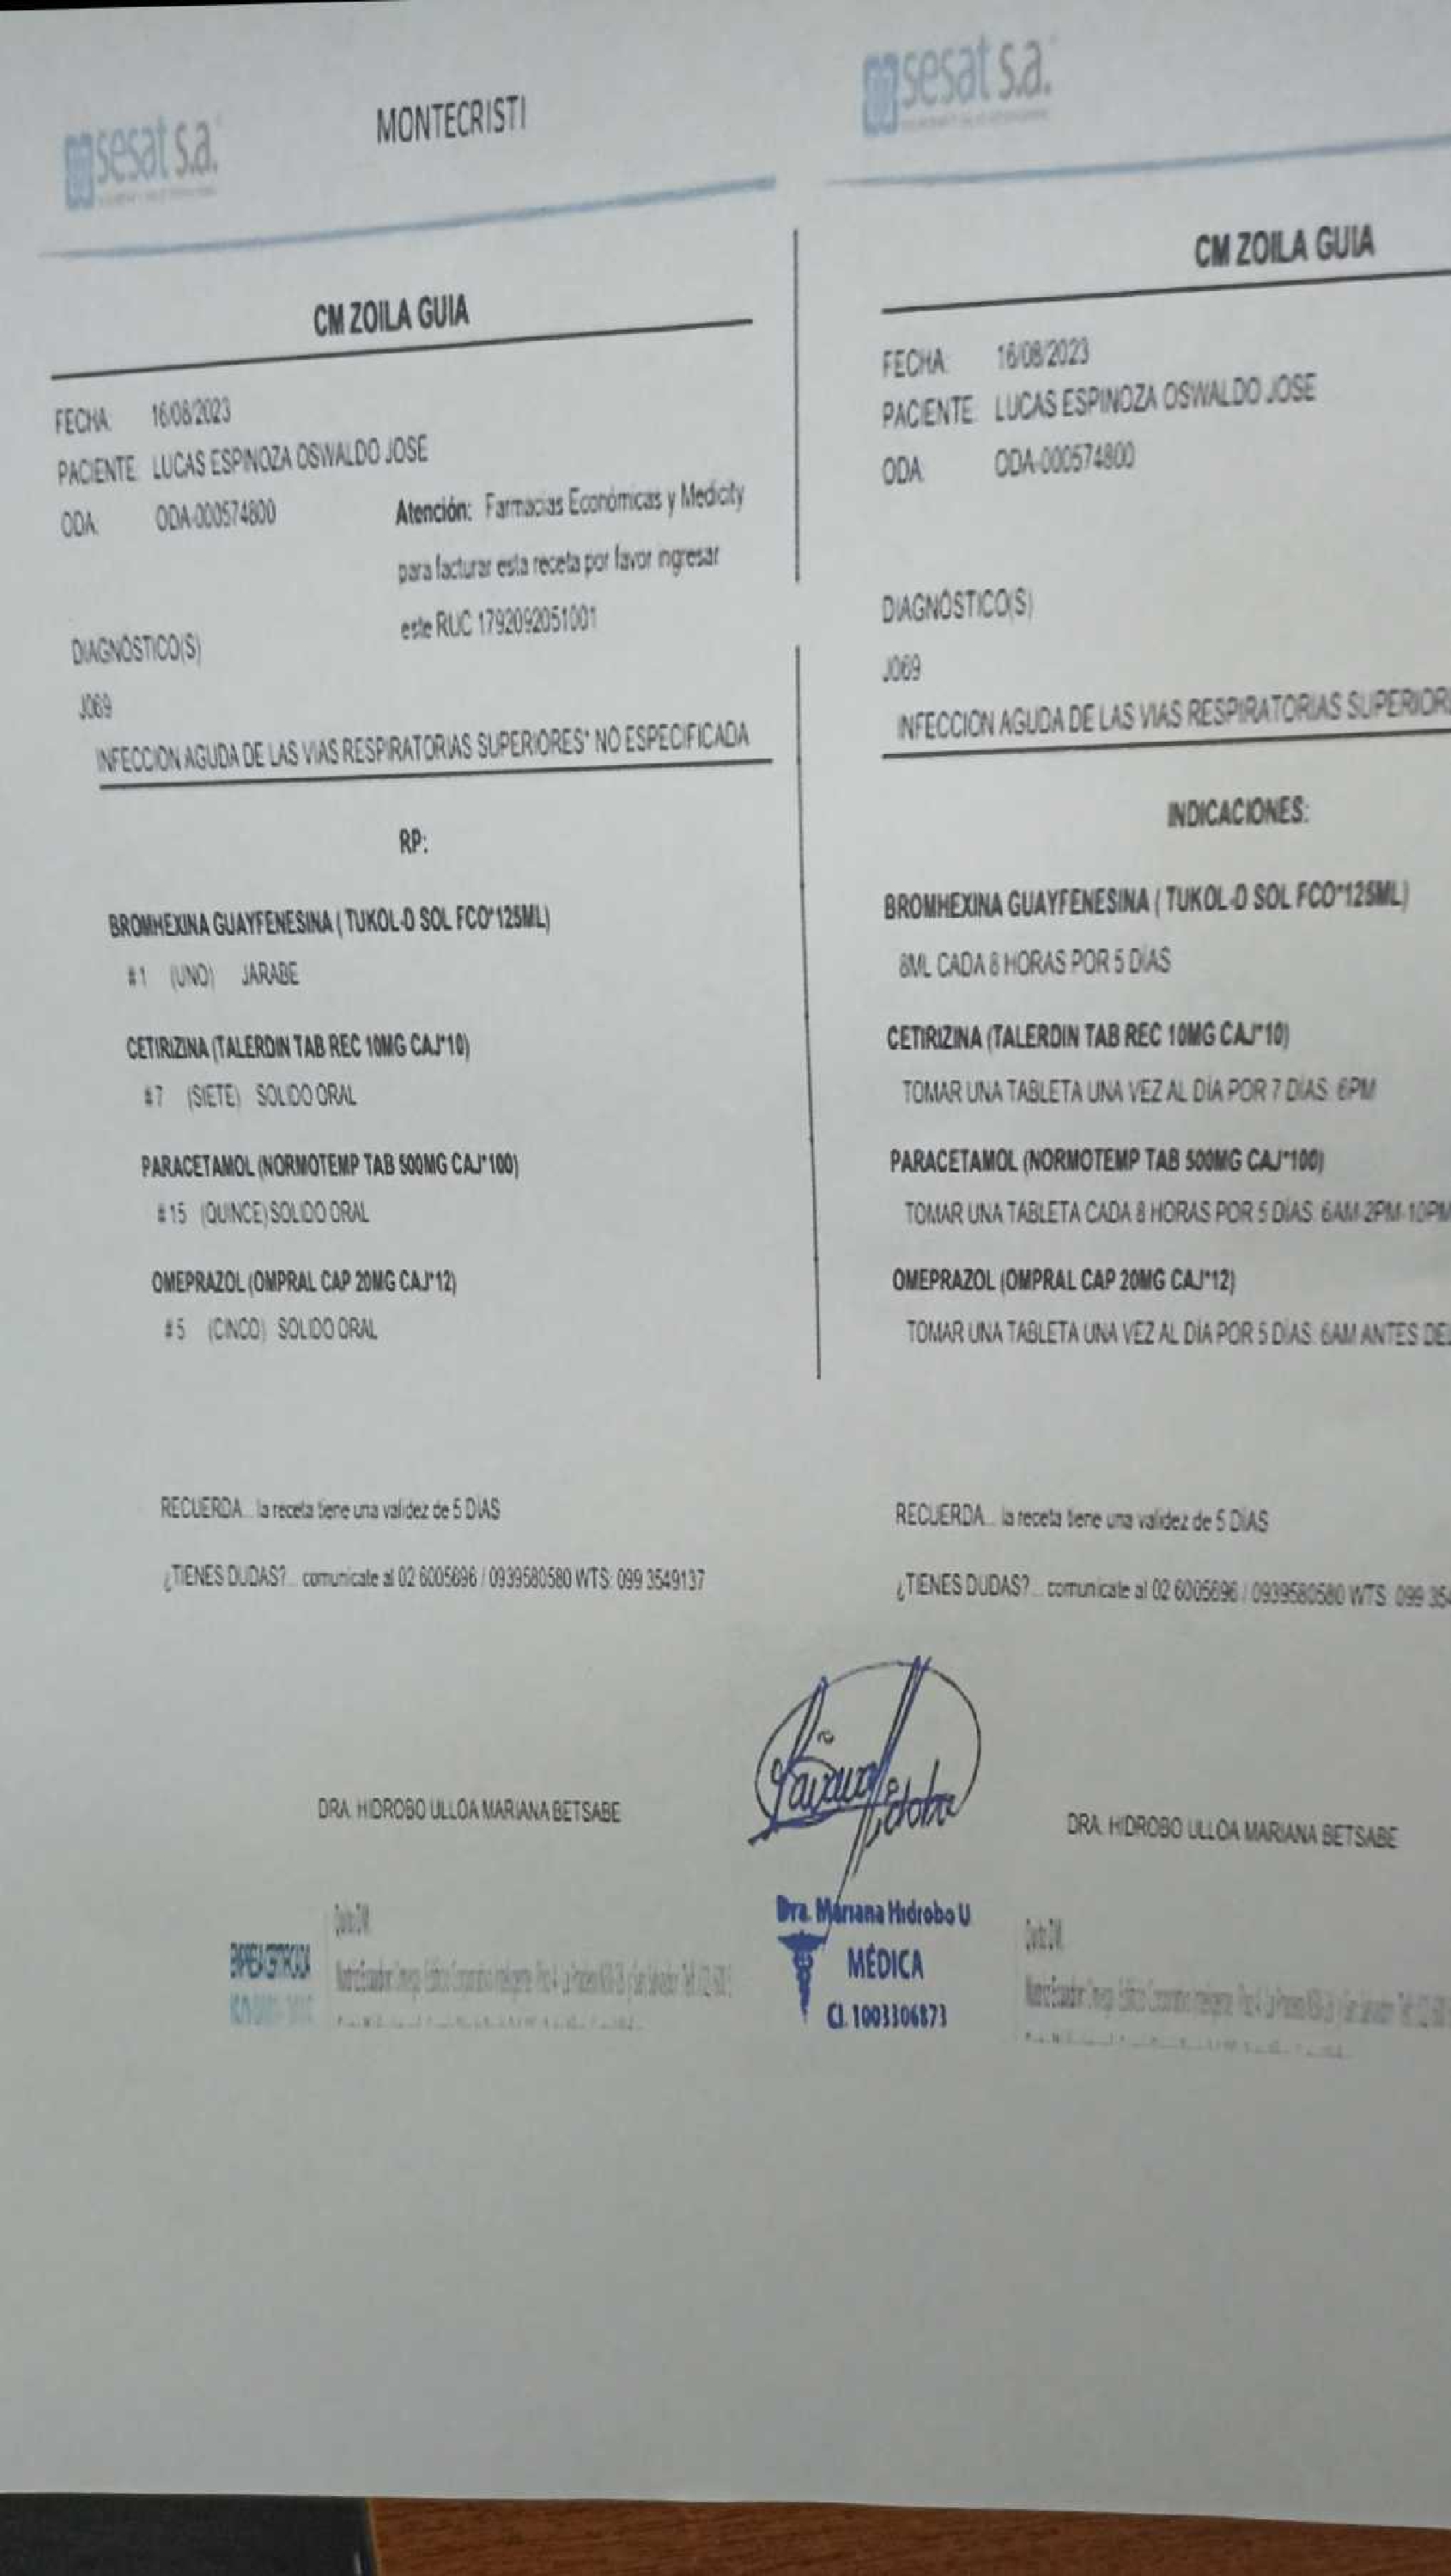 sesat s.a.
MONTECRISTI
CM ZOILA GUIA
FECHA: 16/08/2023
PACIENTE: LUCAS ESPINOZA OSWALDO JOSE
ODA: ODA-000574800
Atención: Farmacias Económicas y Medicity
para facturar esta receta por favor ingresar
este RUC 1792092051001
DIAGNÓSTICO(S)
J069
INFECCION AGUDA DE LAS VIAS RESPIRATORIAS SUPERIORES* NO ESPECIFICADA
RP:
BROMHEXINA GUAYFENESINA ( TUKOL-D SOL FCO*125ML)
#1 (UNO) JARABE
CETIRIZINA (TALERDIN TAB REC 10MG CAJ*10)
#7 (SIETE) SOLIDO ORAL
PARACETAMOL (NORMOTEMP TAB 500MG CAJ*100)
#15 (QUINCE) SOLIDO ORAL
OMEPRAZOL (OMPRAL CAP 20MG CAJ*12)
#5 (CINCO) SOLIDO ORAL
RECUERDA... la receta tiene una validez de 5 DÍAS
¿TIENES DUDAS?... comunícate al 02 6005696 / 0939580580 WTS: 099 3549137
DRA. HIDROBO ULLOA MARIANA BETSABE
EMPRESA CERTIFICADA
sesat s.a.
CM ZOILA GUIA
FECHA: 16/08/2023
PACIENTE: LUCAS ESPINOZA OSWALDO JOSE
ODA: ODA-000574800
DIAGNÓSTICO(S)
J069
INFECCION AGUDA DE LAS VIAS RESPIRATORIAS SUPERIOR
INDICACIONES:
BROMHEXINA GUAYFENESINA ( TUKOL-D SOL FCO*125ML)
8ML CADA 8 HORAS POR 5 DÍAS
CETIRIZINA (TALERDIN TAB REC 10MG CAJ*10)
TOMAR UNA TABLETA UNA VEZ AL DÍA POR 7 DÍAS: 6PM
PARACETAMOL (NORMOTEMP TAB 500MG CAJ*100)
TOMAR UNA TABLETA CADA 8 HORAS POR 5 DÍAS: 6AM-2PM-10PM
OMEPRAZOL (OMPRAL CAP 20MG CAJ*12)
TOMAR UNA TABLETA UNA VEZ AL DÍA POR 5 DÍAS: 6AM ANTES DE
RECUERDA... la receta tiene una validez de 5 DÍAS
¿TIENES DUDAS?... comunícate al 02 6005696 / 0939580580 WTS: 099 354
DRA. HIDROBO ULLOA MARIANA BETSABE
Dra. Mariana Hidrobo U
MÉDICA
CI. 1003306873